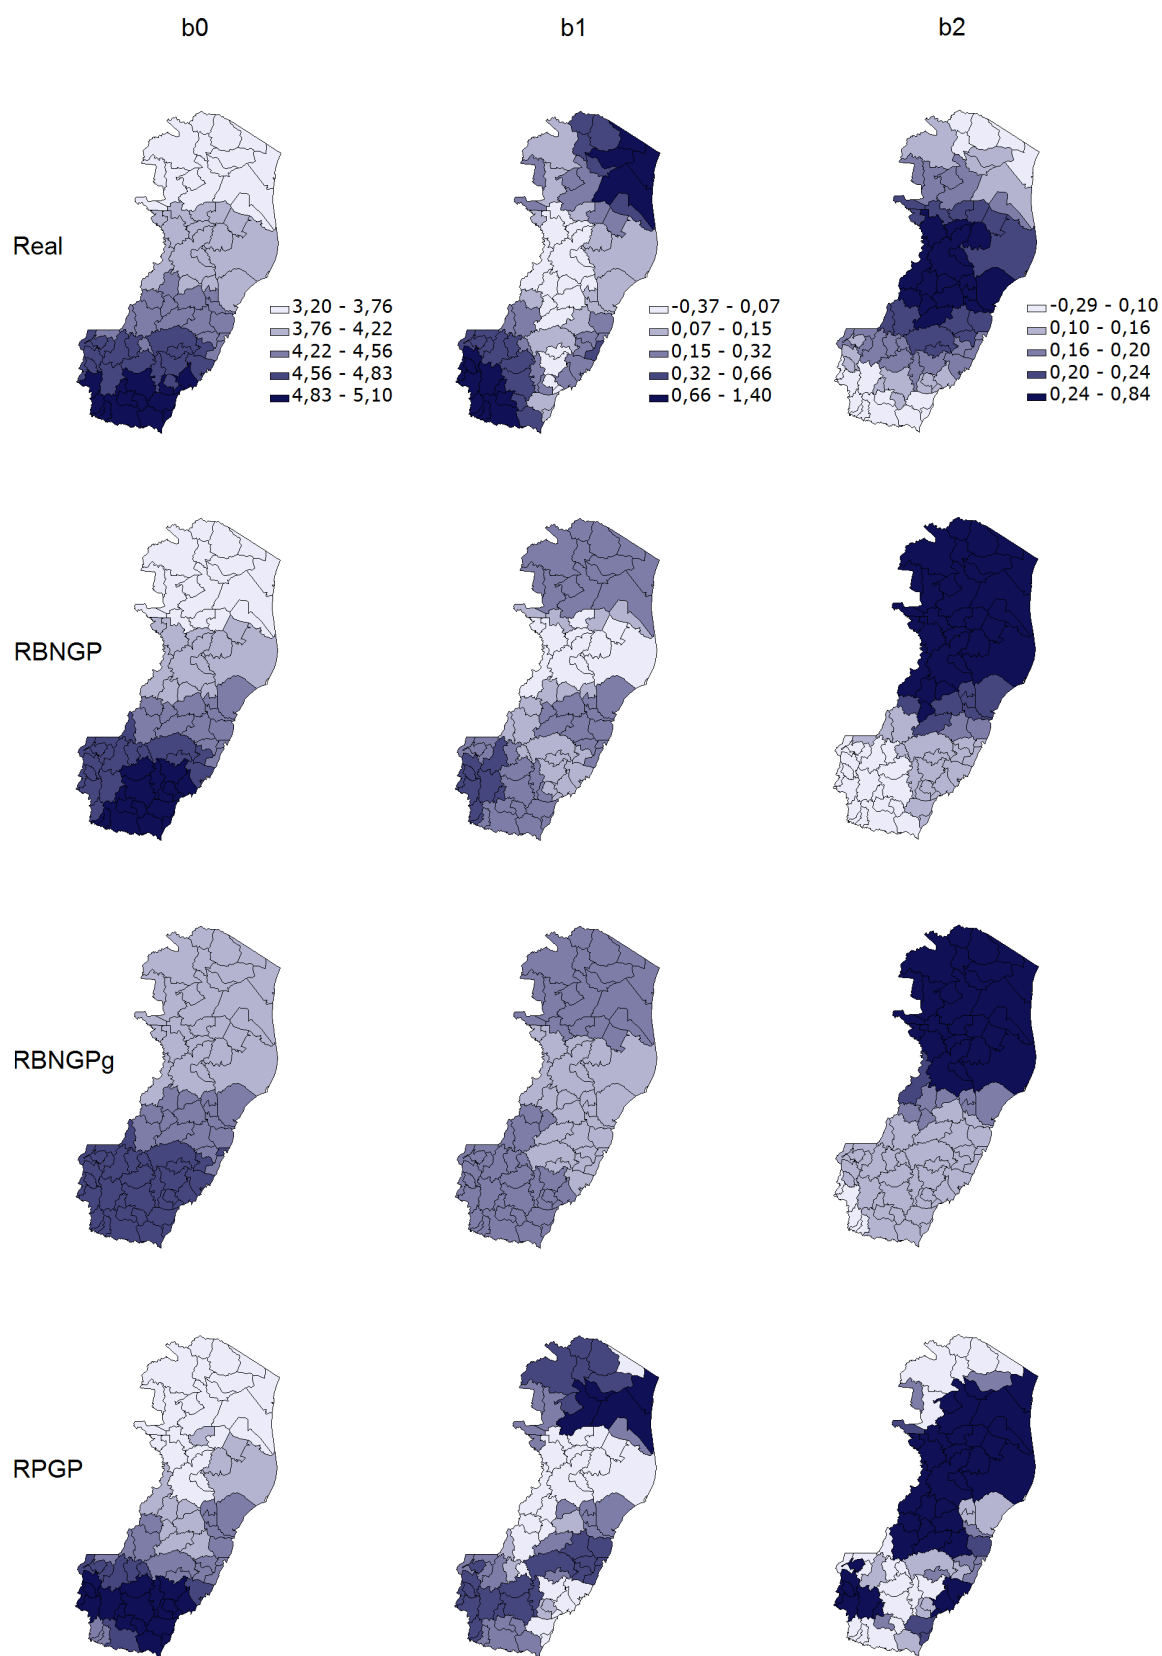 b0 b1 b2
Real
3,20 - 3,76
3,76 - 4,22
4,22 - 4,56
4,56 - 4,83
4,83 - 5,10
-0,37 - 0,07
0,07 - 0,15
0,15 - 0,32
0,32 - 0,66
0,66 - 1,40
-0,29 - 0,10
0,10 - 0,16
0,16 - 0,20
0,20 - 0,24
0,24 - 0,84
RBNGP
RBNGPg
RPGP